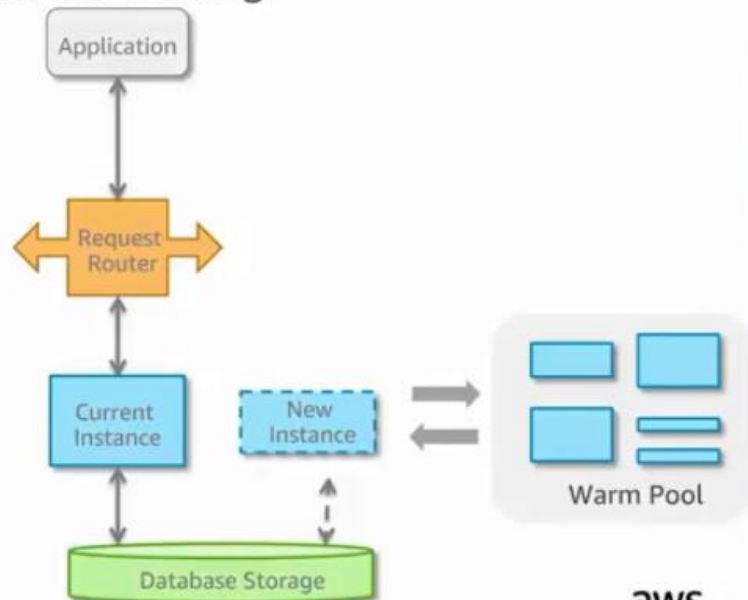 Application
Request
Router
Current
Instance
New
Instance
Warm Pool
Database Storage
aws